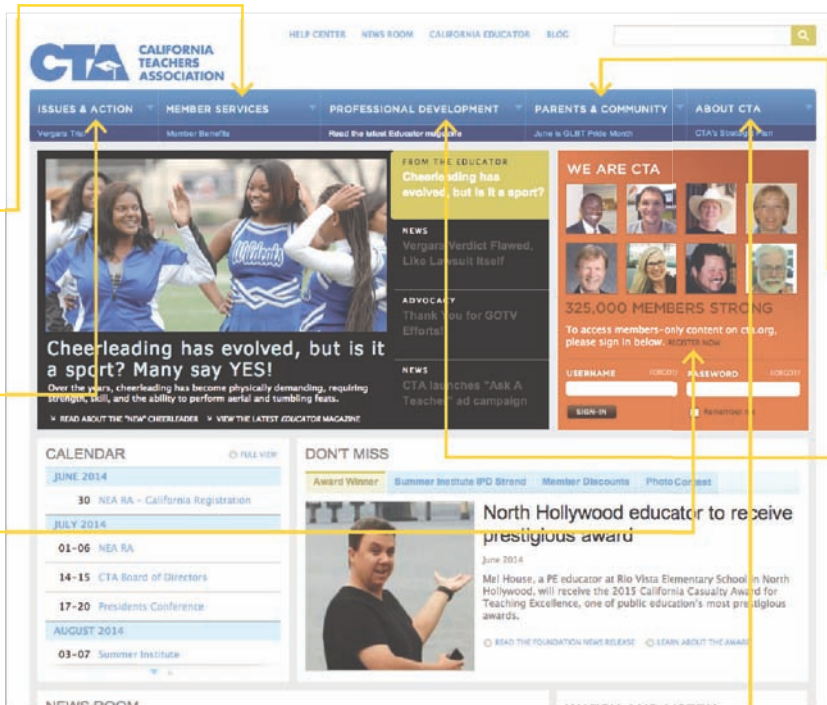 HELP CENTER NEWS ROOM CALIFORNIA EDUCATOR BLOG
CTA CALIFORNIA
TEACHERS
ASSOCIATION
ISSUES & ACTION MEMBER SERVICES PROFESSIONAL DEVELOPMENT PARENTS & COMMUNITY ABOUT CTA
Vergara Member Benefits Read the latest Educator magazine June is GLBT Pride Month CTA's Strategic Plan
Wildcats
Cheerleading has evolved, but is it
a sport? Many say YES!
Over the years, cheerleading has become physically demanding, requiring
strength, skill, and the ability to perform aerial and tumbling feats.
READ ABOUT THE "NEW" CHEERLEADER VIEW THE LATEST EDUCATOR MAGAZINE
FROM THE EDUCATOR
Cheerleading has
evolved, but is it a sport?
NEWS
Vergara Verdict Flawed,
Like Lawsuit Itself
ADVOCACY
Thank You for GOTV
Efforts!
NEWS
CTA launches "Ask A
Teacher" ad campaign
WE ARE CTA
325,000 MEMBERS STRONG
To access members-only content on cta.org,
please sign in below. REGISTER NOW
USERNAME FORGOT? PASSWORD FORGOT?
SIGN-IN Remember me
CALENDAR FULL VIEW
JUNE 2014
30 NEA RA - California Registration
JULY 2014
01-06 NEA RA
14-15 CTA Board of Directors
17-20 Presidents Conference
AUGUST 2014
03-07 Summer Institute
DON'T MISS
Award Winner Summer Institute IPD Strand Member Discounts Photo Contest
North Hollywood educator to receive
prestigious award
June 2014
Mel House, a PE educator at Rio Vista Elementary School in North
Hollywood, will receive the 2015 California Casualty Award for
Teaching Excellence, one of public education's most prestigious
awards.
READ THE FOUNDATION NEWS RELEASE LEARN ABOUT THE AWARD
NEWS ROOM